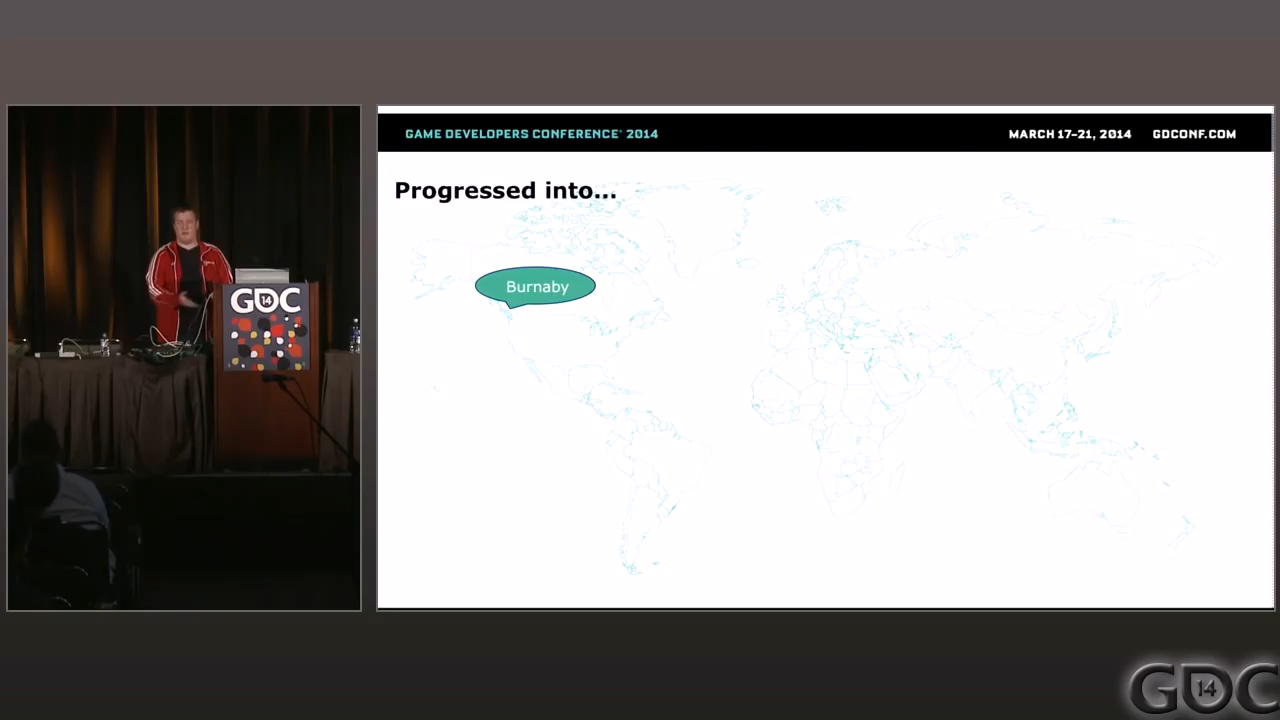 GAME DEVELOPERS CONFERENCE® 2014
MARCH 17-21, 2014 GDCONF.COM
Progressed into...
Burnaby
GDC
14
GDC
14